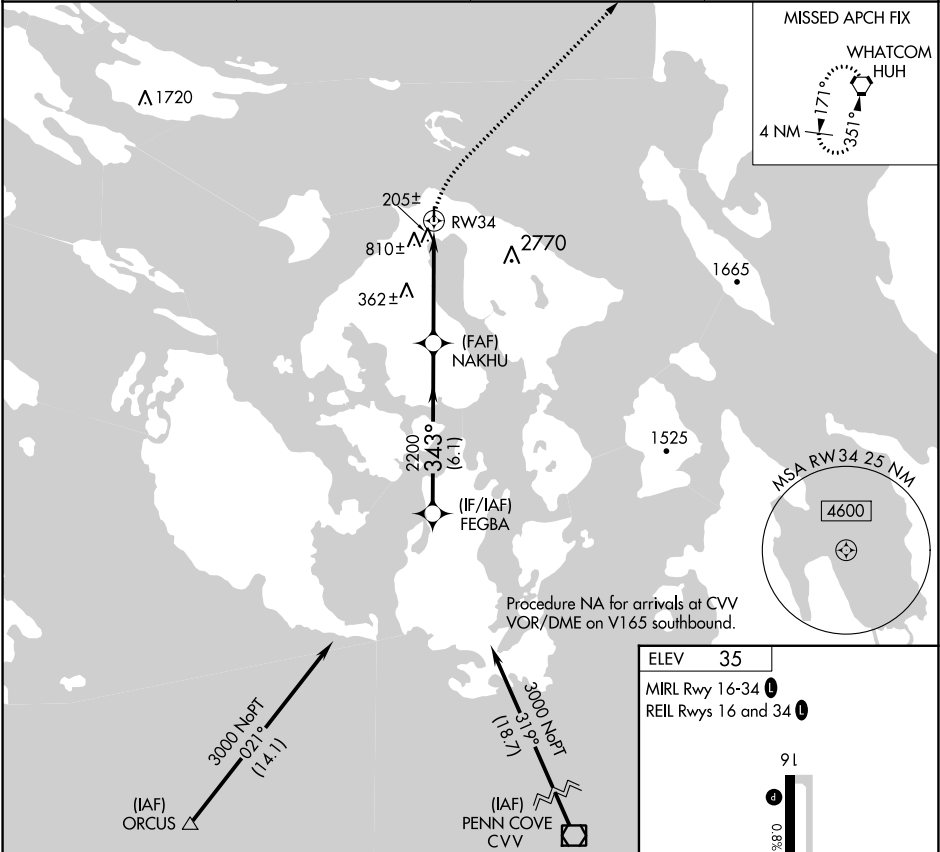 MISSED APCH FIX
WHATCOM
HUH
171°
351°
4 NM
1720
205±
RW34
810±
2770
362±
1665
(FAF)
NAKHU
2200
343°
(6.1)
1525
(IF/IAF)
FEGBA
MSA RW34 25 NM
4600
Procedure NA for arrivals at CVV
VOR/DME on V165 southbound.
3000 NoPT
021°
(14.1)
(IAF)
ORCUS
3000 NoPT
319°
(18.7)
(IAF)
PENN COVE
CVV
ELEV 35
MIRL Rwy 16-34 L
REIL Rwys 16 and 34 L
16
P
0.8%